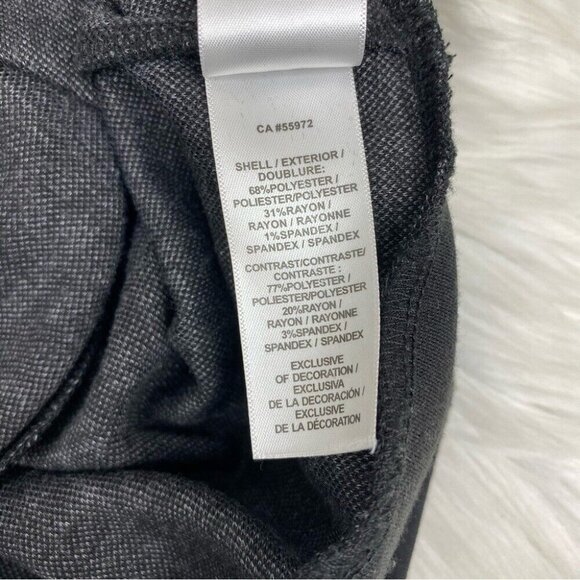 CA #55972
SHELL / EXTERIOR /
DOUBLURE:
68%POLYESTER /
POLIESTER/POLYESTER
31%RAYON /
RAYON / RAYONNE
1%SPANDEX /
SPANDEX / SPANDEX
CONTRAST/CONTRASTE/
CONTRASTE :
77%POLYESTER /
POLIESTER/POLYESTER
20%RAYON /
RAYON / RAYONNE
3%SPANDEX /
SPANDEX / SPANDEX
EXCLUSIVE
OF DECORATION /
EXCLUSIVA
DE LA DECORACIÓN /
EXCLUSIVE
DE LA DÉCORATION